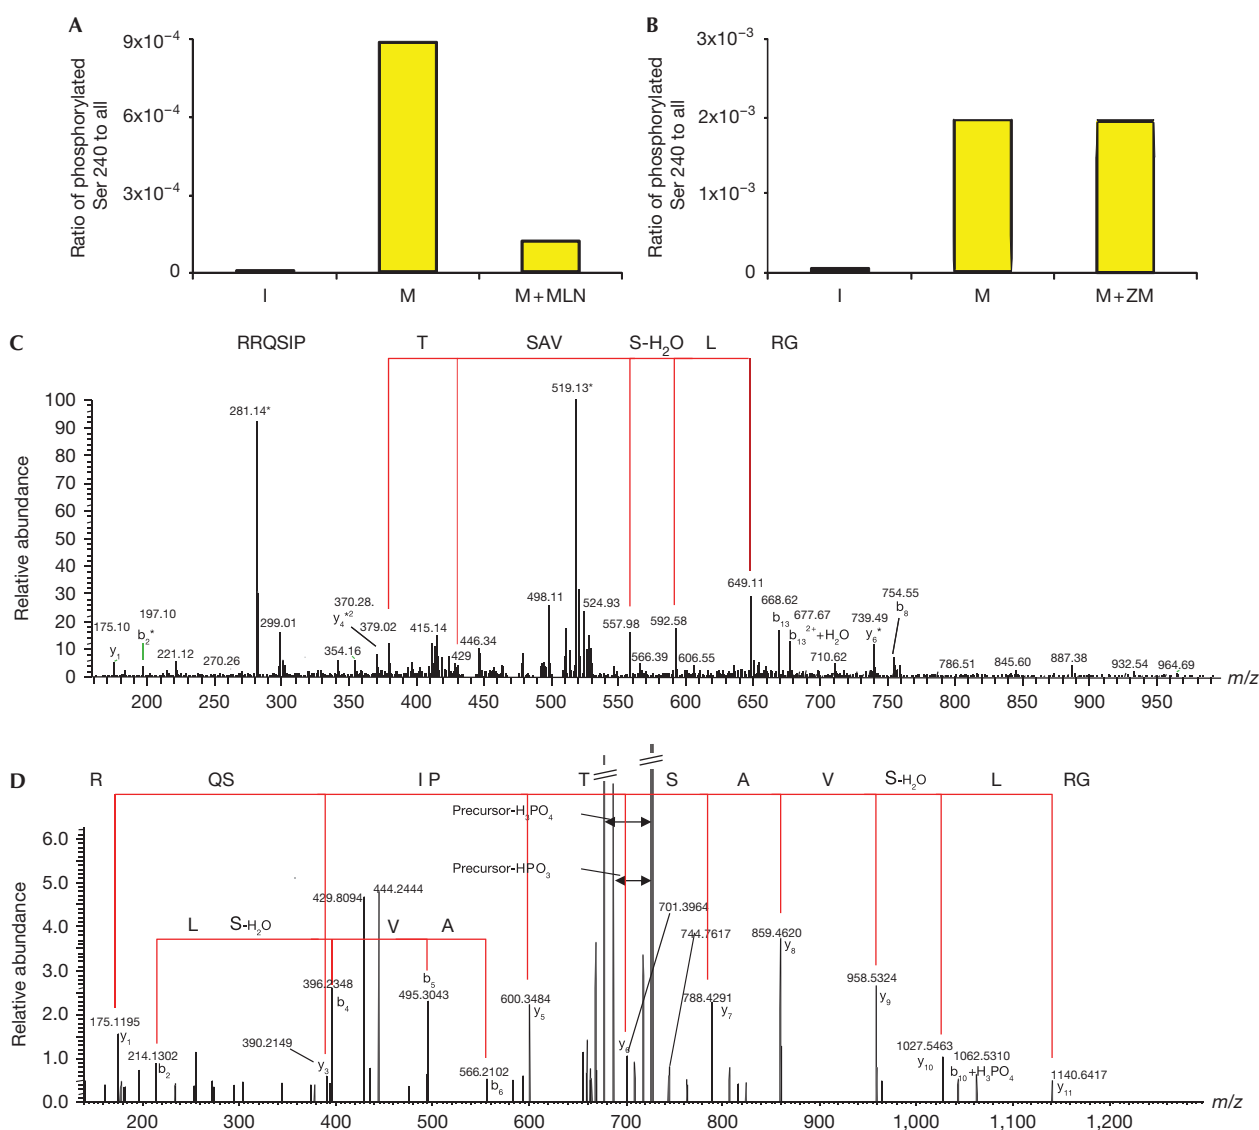 A
Ratio of phosphorylated
Ser 240 to all
9x10⁻⁴
6x10⁻⁴
3x10⁻⁴
0
I M M+MLN
B
Ratio of phosphorylated
Ser 240 to all
3x10⁻³
2x10⁻³
1x10⁻³
0
I M M+ZM
C
RRQSIP T SAV S-H₂O L RG
Relative abundance
100
90
80
70
60
50
40
30
20
10
0
175.10
y₁
197.10
b₂*
221.12
270.26
281.14*
299.01
354.16
370.28.
y₄*²
379.02
415.14
429
446.34
498.11
519.13*
524.93
557.98
566.39
592.58
606.55
649.11
668.62
b₁₃
677.67
b₁₃²⁺+H₂O
710.62
739.49
y₆*
754.55
b₈
786.51
845.60
887.38
932.54
964.69
200 250 300 350 400 450 500 550 600 650 700 750 800 850 900 950
m/z
D
R QS I P T S A V S-H₂O L RG
Precursor-H₃PO₄
Precursor-HPO₃
L S-H₂O V A
Relative abundance
6.0
5.0
4.0
3.0
2.0
1.0
0.0
175.1195
y₁
214.1302
b₂
390.2149
y₃
396.2348
b₄
429.8094
444.2444
b₅
495.3043
566.2102
b₆
600.3484
y₅
y₆
701.3964
744.7617
788.4291
y₇
859.4620
y₈
958.5324
y₉
1027.5463
y₁₀
1062.5310
b₁₀+H₃PO₄
1140.6417
y₁₁
200 300 400 500 600 700 800 900 1,000 1,100 1,200
m/z